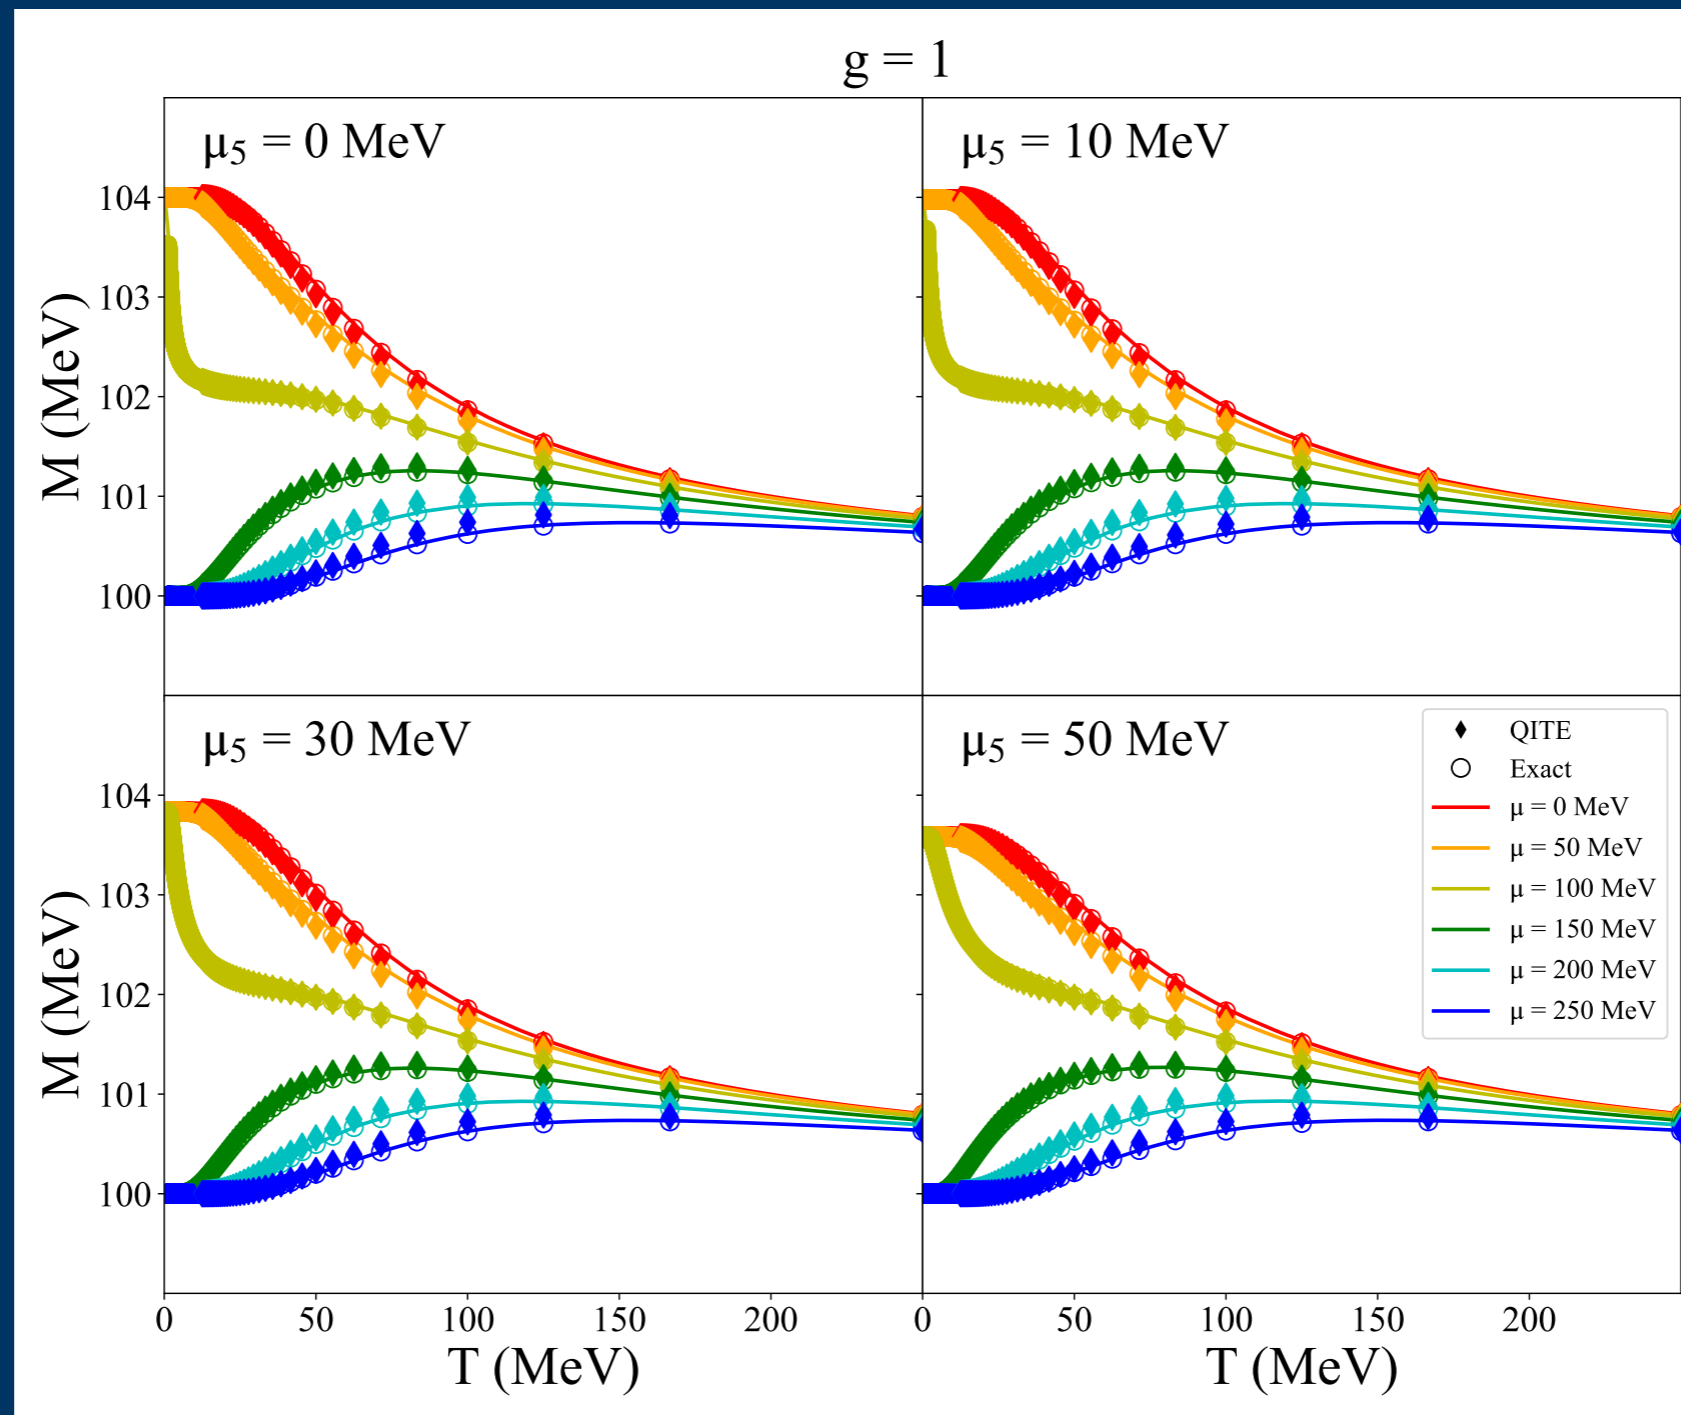 g = 1
μ5 = 0 MeV
μ5 = 10 MeV
104
103
102
101
100
M (MeV)
μ5 = 30 MeV
μ5 = 50 MeV
QITE
Exact
μ = 0 MeV
μ = 50 MeV
μ = 100 MeV
μ = 150 MeV
μ = 200 MeV
μ = 250 MeV
104
103
102
101
100
M (MeV)
0 50 100 150 200
0 50 100 150 200
T (MeV)
T (MeV)